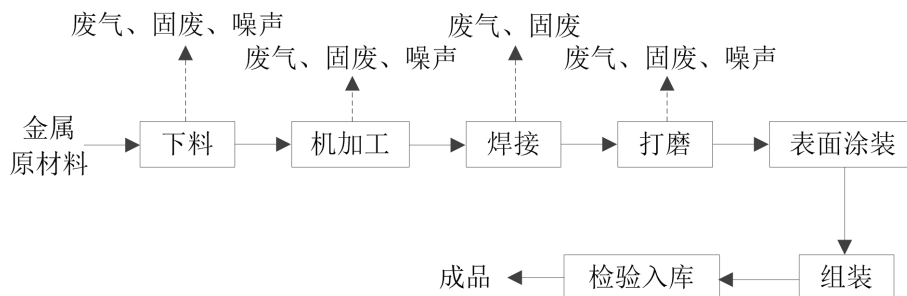 废气、固废、噪声
废气、固废、噪声
废气、固废
废气、固废、噪声
金属
原材料
下料
机加工
焊接
打磨
表面涂装
成品
检验入库
组装